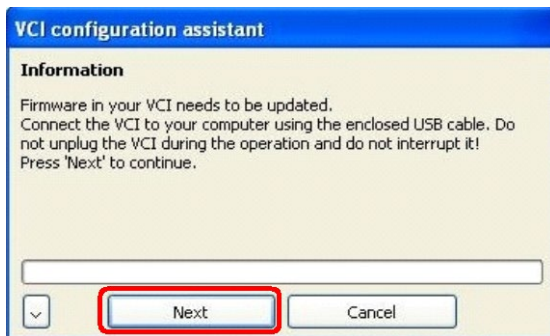 VCI configuration assistant
Information
Firmware in your VCI needs to be updated.
Connect the VCI to your computer using the enclosed USB cable. Do
not unplug the VCI during the operation and do not interrupt it!
Press 'Next' to continue.
Next
Cancel